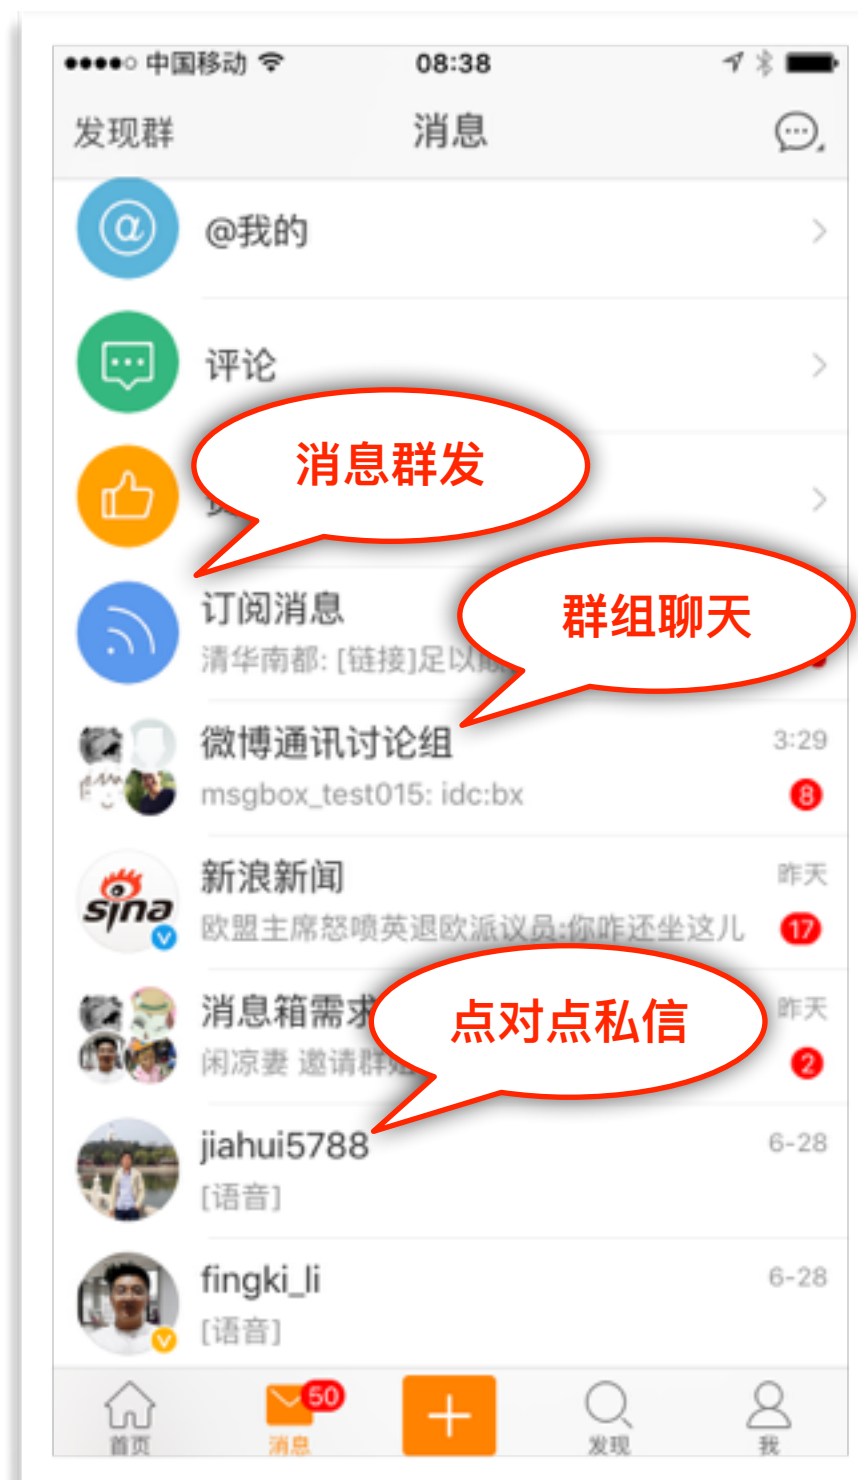 中国移动 08:38
发现群 消息
@我的
评论
消息群发
群组聊天
订阅消息
清华南都: [链接]足以
微博通讯讨论组 3:29
msgbox_test015: idc:bx 8
新浪新闻 昨天
sina
欧盟主席怒喷英退欧派议员:你咋还坐这儿 17
点对点私信
消息箱需求 昨天
闲凉妻 邀请群 2
jiahui5788 6-28
[语音]
fingki_li 6-28
[语音]
50
首页 消息 发现 我